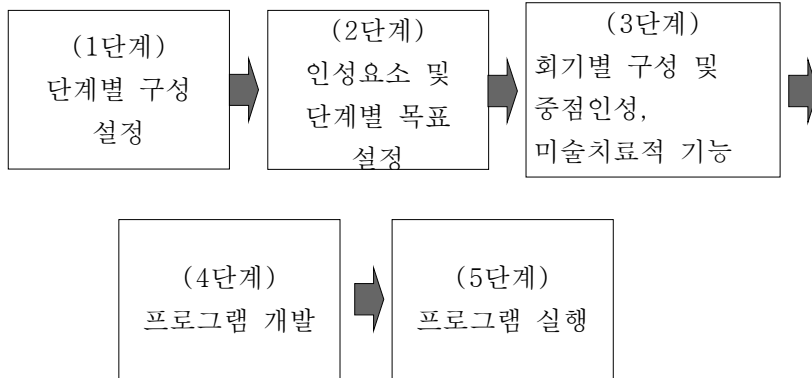 (1단계)
단계별 구성
설정
(2단계)
인성요소 및
단계별 목표
설정
(3단계)
회기별 구성 및
중점인성,
미술치료적 기능
(4단계)
프로그램 개발
(5단계)
프로그램 실행